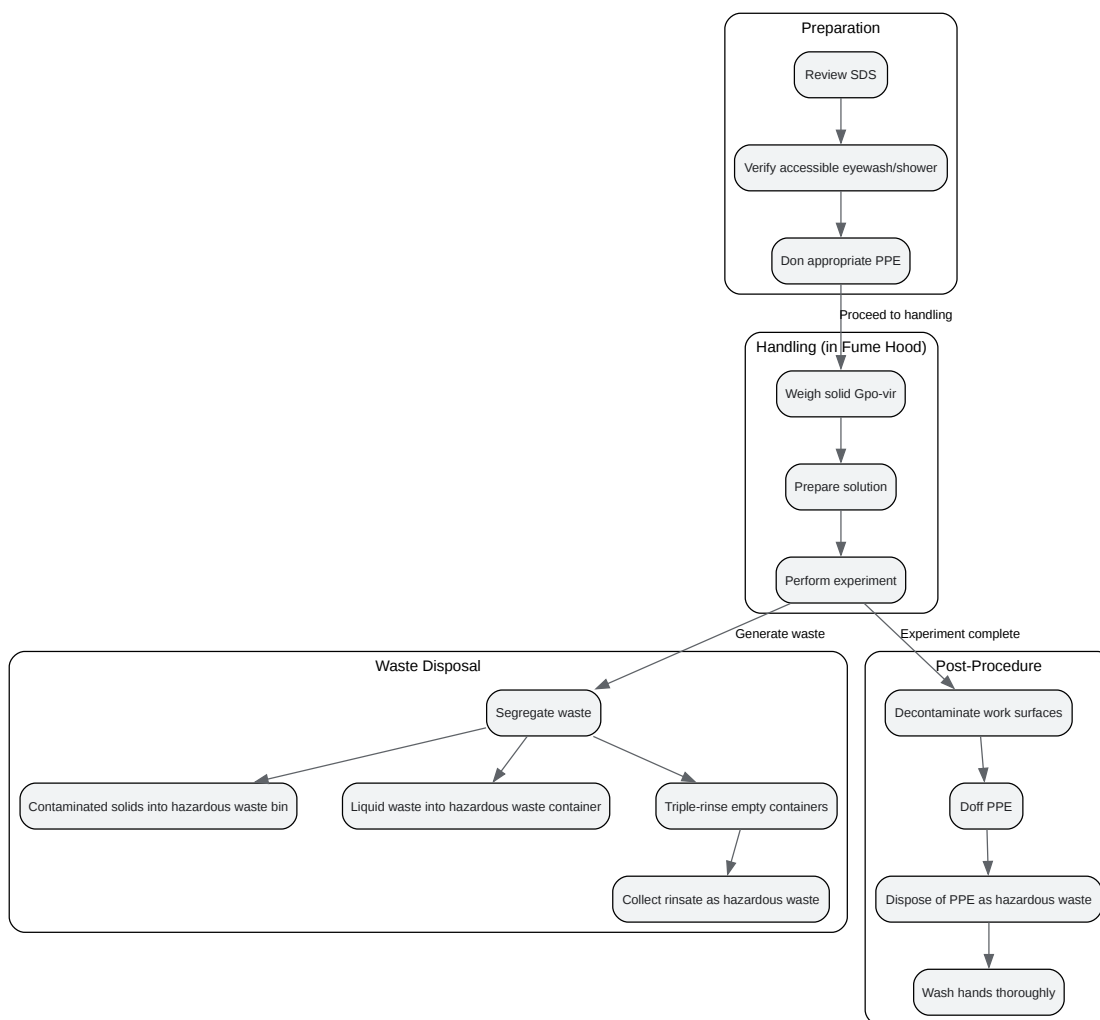 Preparation
Review SDS
Verify accessible eyewash/shower
Don appropriate PPE
Proceed to handling
Handling (in Fume Hood)
Weigh solid Gpo-vir
Prepare solution
Perform experiment
Generate waste
Experiment complete
Waste Disposal
Segregate waste
Contaminated solids into hazardous waste bin
Liquid waste into hazardous waste container
Triple-rinse empty containers
Collect rinsate as hazardous waste
Post-Procedure
Decontaminate work surfaces
Doff PPE
Dispose of PPE as hazardous waste
Wash hands thoroughly